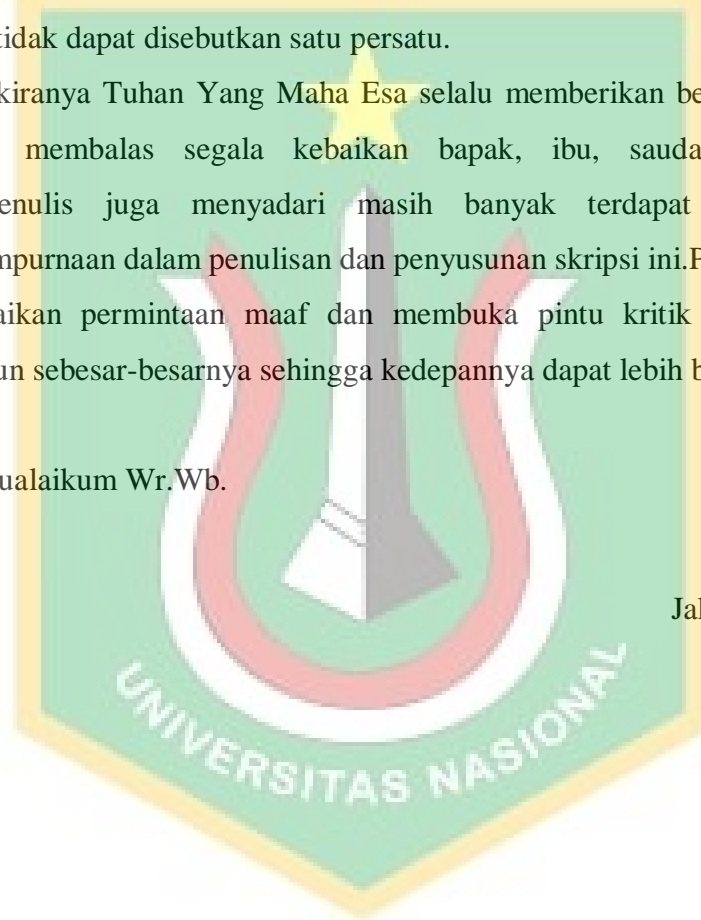 tidak dapat disebutkan satu persatu.
kiranya Tuhan Yang Maha Esa selalu memberikan be
membalas segala kebaikan bapak, ibu, sauda
enulis juga menyadari masih banyak terdapat
mpurnaan dalam penulisan dan penyusunan skripsi ini.P
aikan permintaan maaf dan membuka pintu kritik
un sebesar-besarnya sehingga kedepannya dapat lebih b
ualaikum Wr.Wb.
Jal
UNIVERSITAS NASIONAL